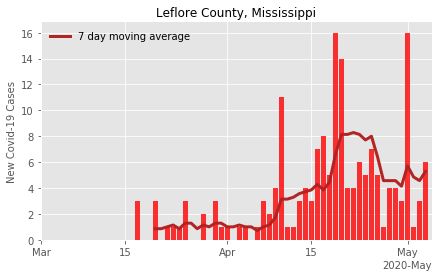 Leflore County, Mississippi
7 day moving average
New Covid-19 Cases
16
14
12
10
8
6
4
2
0
Mar
15
Apr
15
May
2020-May